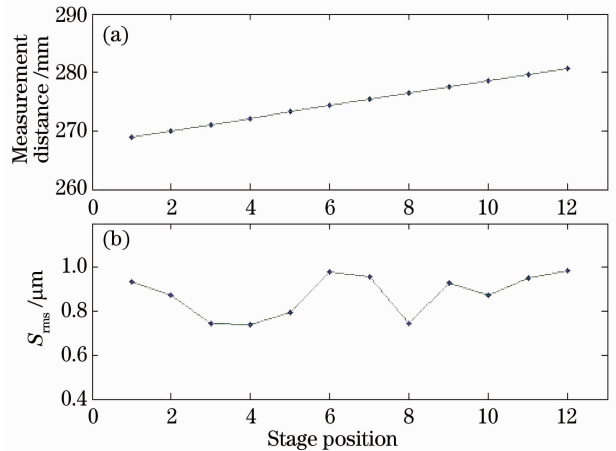 (a)
Measurement
distance /mm
290
280
270
260
0 2 4 6 8 10 12
(b)
S_rms /μm
1.0
0.8
0.6
0.4
0 2 4 6 8 10 12
Stage position